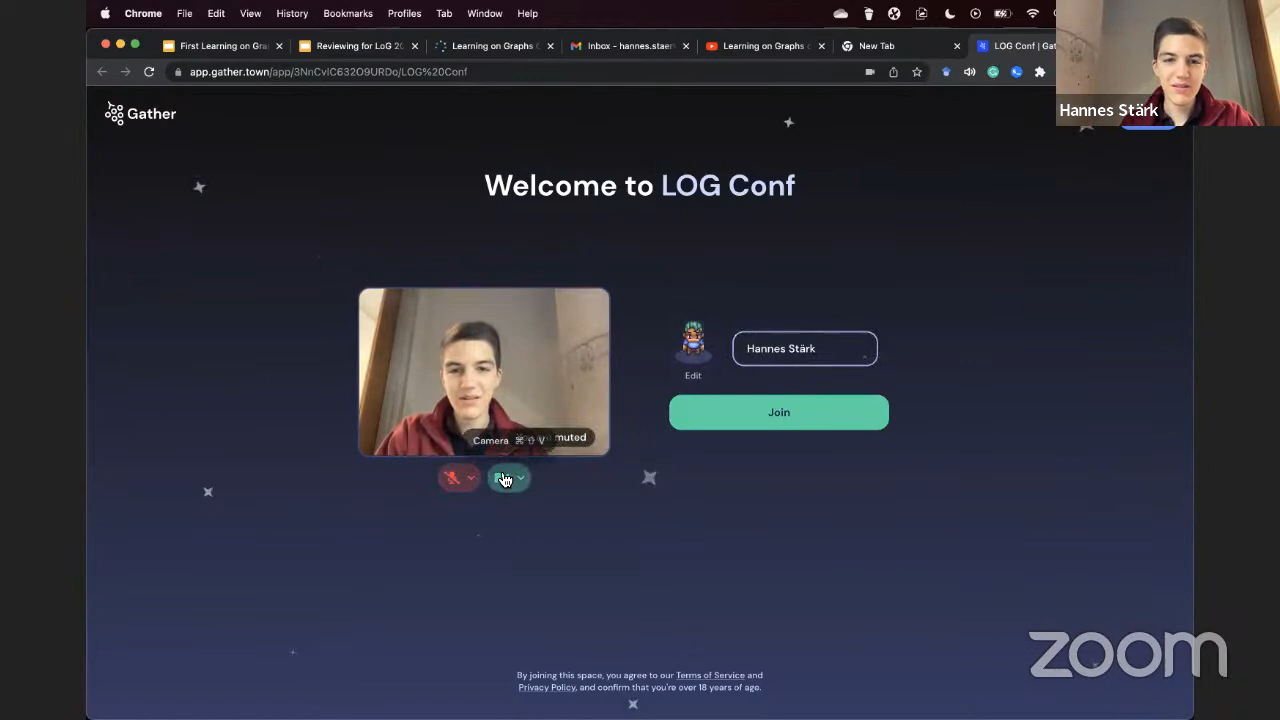 Chrome File Edit View History Bookmarks Profiles Tab Window Help
First Learning on Gra
Reviewing for LoG 20
Learning on Graphs C
Inbox - hannes.staer
Learning on Graphs c
New Tab
LOG Conf | Gat
app.gather.town/app/3NnCvIC632O9URDq/LOG%20Conf
Hannes Stärk
Gather
Welcome to LOG Conf
Hannes Stärk
Edit
Join
Camera ⌘⇧V muted
By joining this space, you agree to our Terms of Service and
Privacy Policy, and confirm that you're over 18 years of age.
zoom